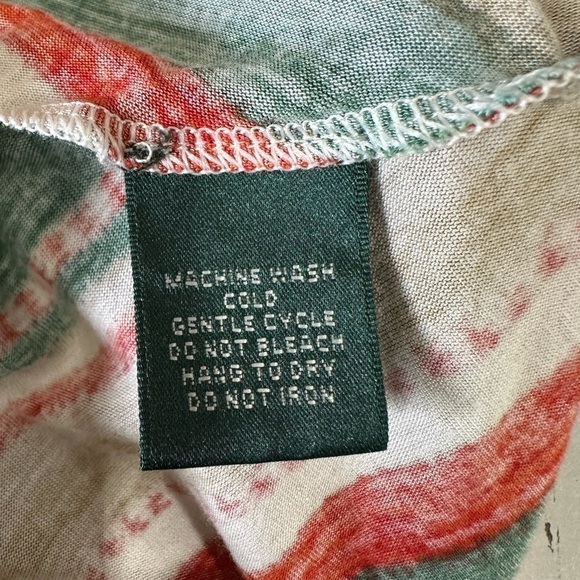 MACHINE WASH
COLD
GENTLE CYCLE
DO NOT BLEACH
HANG TO DRY
DO NOT IRON